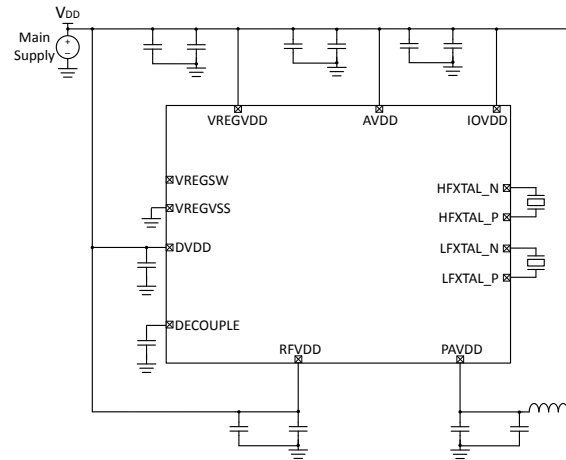 VDD
Main
Supply
+
−
VREGVDD
AVDD
IOVDD
VREGSW
HFXTAL_N
VREGVSS
HFXTAL_P
DVDD
LFXTAL_N
LFXTAL_P
DECOUPLE
RFVDD
PAVDD